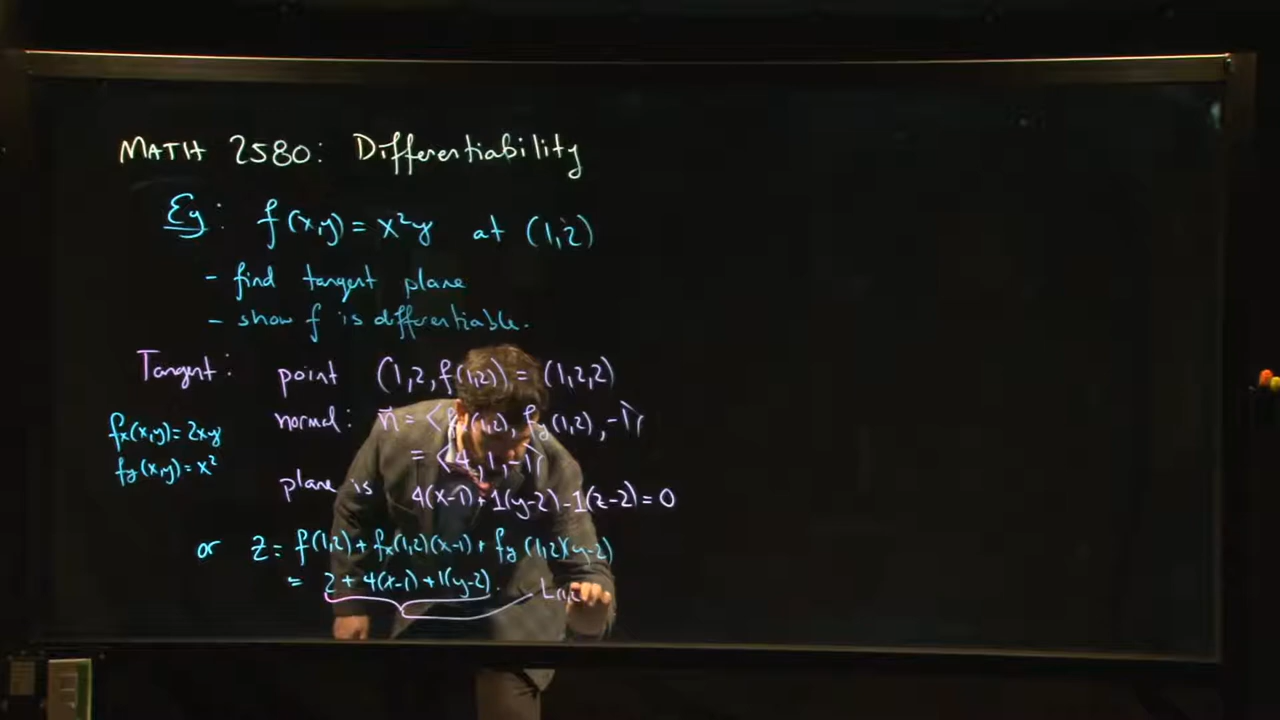 MATH 2580: Differentiability
Eg: f(x,y) = x²y at (1,2)
- find tangent plane
- show f is differentiable.
Tangent: point (1,2,f(1,2)) = (1,2,2)
normal: n⃗ = ⟨fx(1,2), fy(1,2), -1⟩
fx(x,y) = 2xy
= ⟨4, 1, -1⟩
fy(x,y) = x²
plane is 4(x-1) + 1(y-2) - 1(z-2) = 0
or z = f(1,2) + fx(1,2)(x-1) + fy(1,2)(y-2)
= 2 + 4(x-1) + 1(y-2).